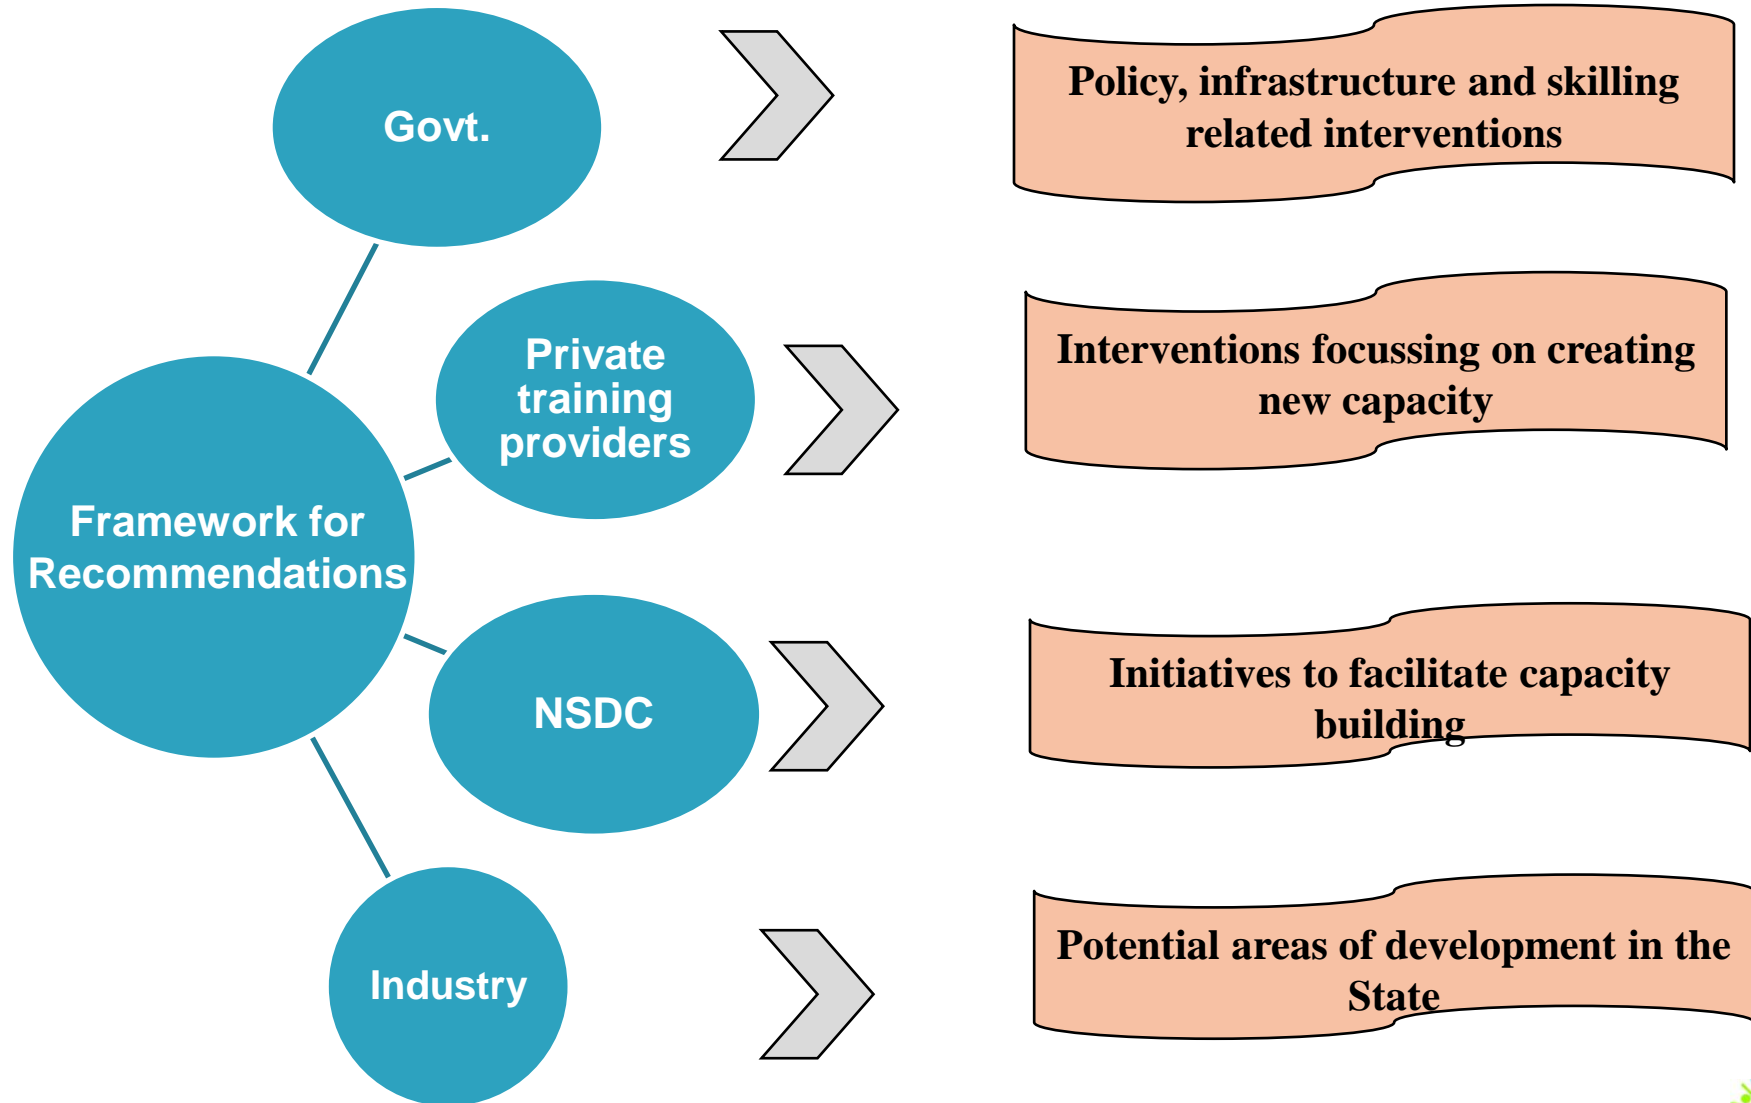 Govt.
Policy, infrastructure and skilling
related interventions
Private
training
providers
Interventions focussing on creating
new capacity
Framework for
Recommendations
NSDC
Initiatives to facilitate capacity
building
Industry
Potential areas of development in the
State